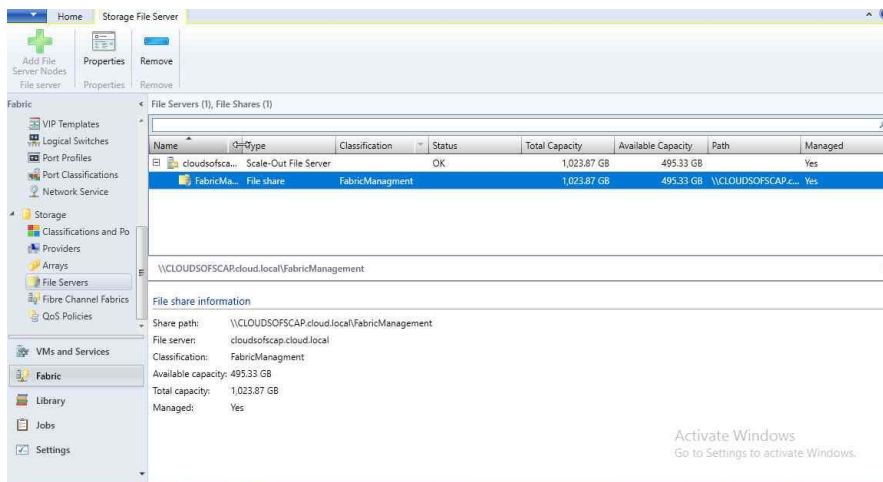 Home Storage File Server
Add File Server Nodes
Properties
Remove
File server Properties Remove
Fabric
VIP Templates
Logical Switches
Port Profiles
Port Classifications
Network Service
Storage
Classifications and Po
Providers
Arrays
File Servers
Fibre Channel Fabrics
QoS Policies
VMs and Services
Fabric
Library
Jobs
Settings
File Servers (1), File Shares (1)
Name Type Classification Status Total Capacity Available Capacity Path Managed
cloudsofsca... Scale-Out File Server OK 1,023.87 GB 495.33 GB Yes
FabricMa... File share FabricManagment 1,023.87 GB 495.33 GB \\CLOUDSOFSCAP.c... Yes
\\CLOUDSOFSCAP.cloud.local\FabricManagement
File share information
Share path: \\CLOUDSOFSCAP.cloud.local\FabricManagement
File server: cloudsofscap.cloud.local
Classification: FabricManagment
Available capacity: 495.33 GB
Total capacity: 1,023.87 GB
Managed: Yes
Activate Windows
Go to Settings to activate Windows.